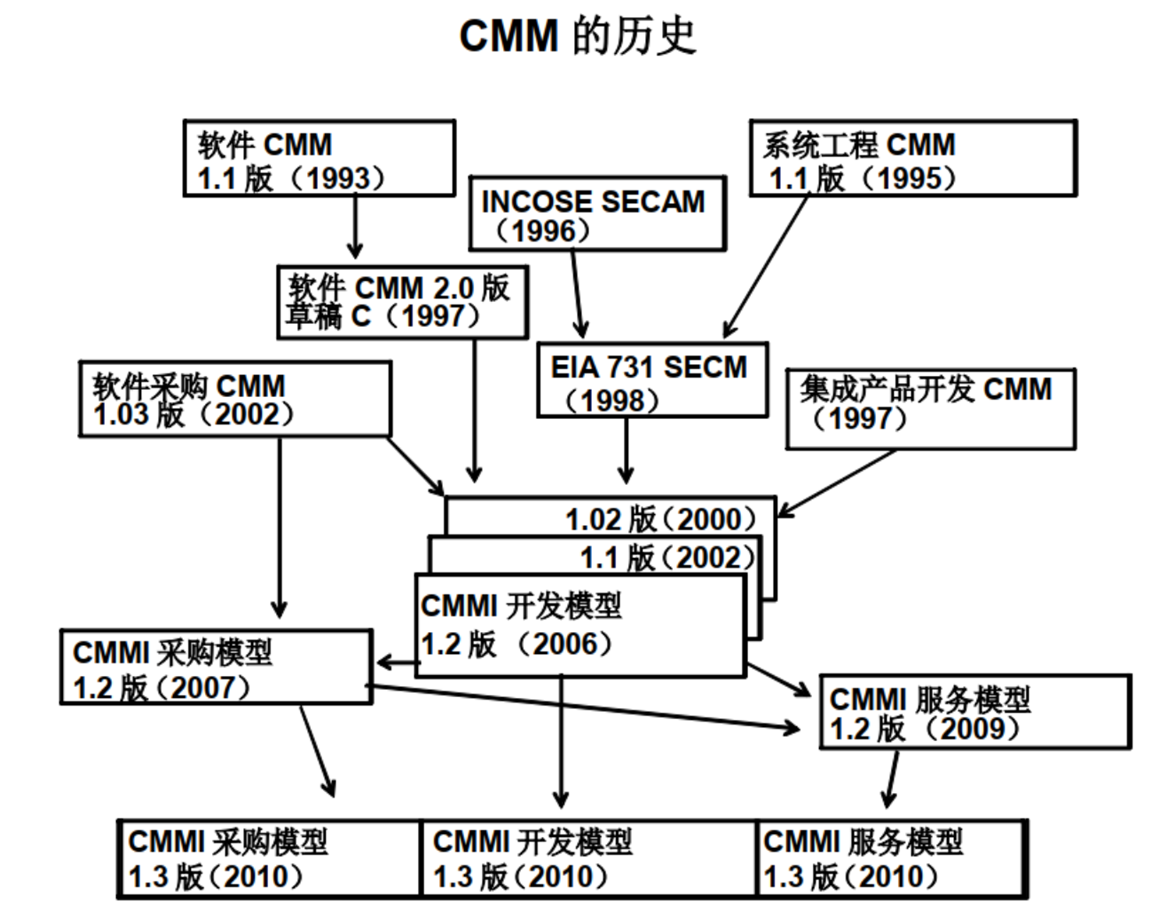 CMM 的历史
软件 CMM
1.1 版（1993）
系统工程 CMM
1.1 版（1995）
INCOSE SECAM
（1996）
软件 CMM 2.0 版
草稿 C（1997）
EIA 731 SECM
（1998）
软件采购 CMM
1.03 版（2002）
集成产品开发 CMM
（1997）
1.02 版（2000）
1.1 版（2002）
CMMI 开发模型
1.2 版（2006）
CMMI 采购模型
1.2 版（2007）
CMMI 服务模型
1.2 版（2009）
CMMI 采购模型
1.3 版（2010）
CMMI 开发模型
1.3 版（2010）
CMMI 服务模型
1.3 版（2010）